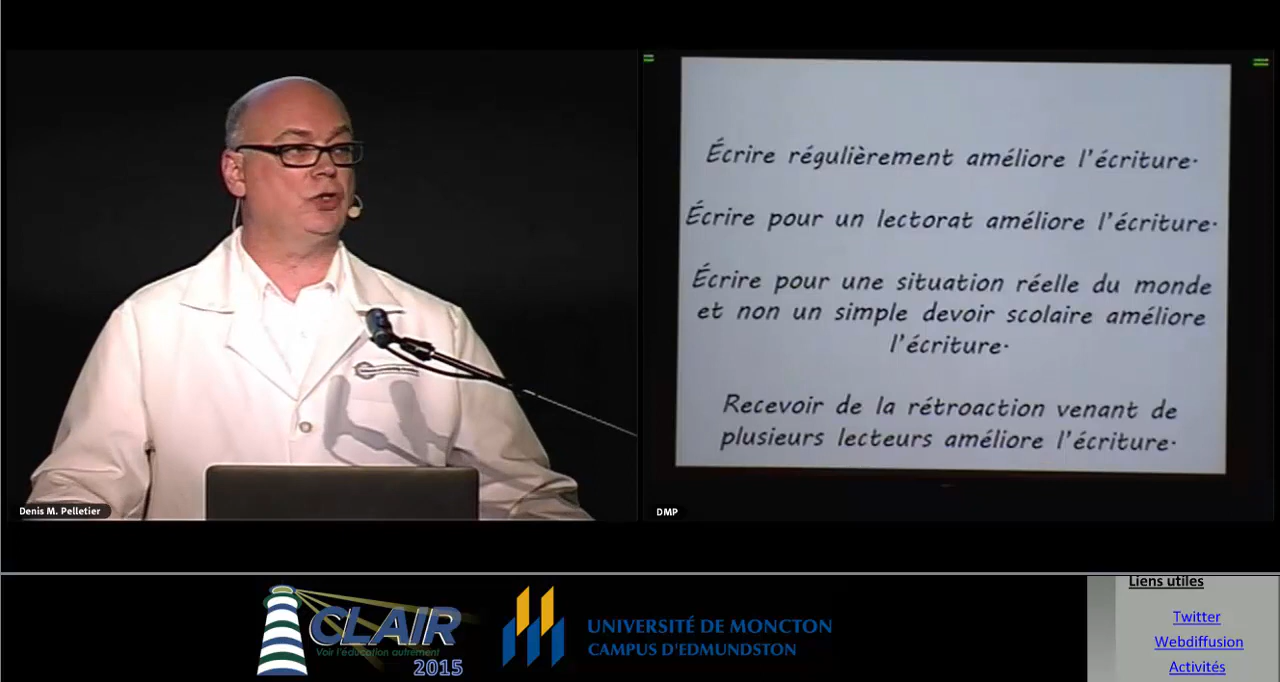 Écrire régulièrement améliore l'écriture.
Écrire pour un lectorat améliore l'écriture.
Écrire pour une situation réelle du monde
et non un simple devoir scolaire améliore
l'écriture.
Recevoir de la rétroaction venant de
plusieurs lecteurs améliore l'écriture.
Denis M. Pelletier
DMP
CLAIR
Voir l'éducation autrement
2015
UNIVERSITÉ DE MONCTON
CAMPUS D'EDMUNDSTON
Liens utiles
Twitter
Webdiffusion
Activités